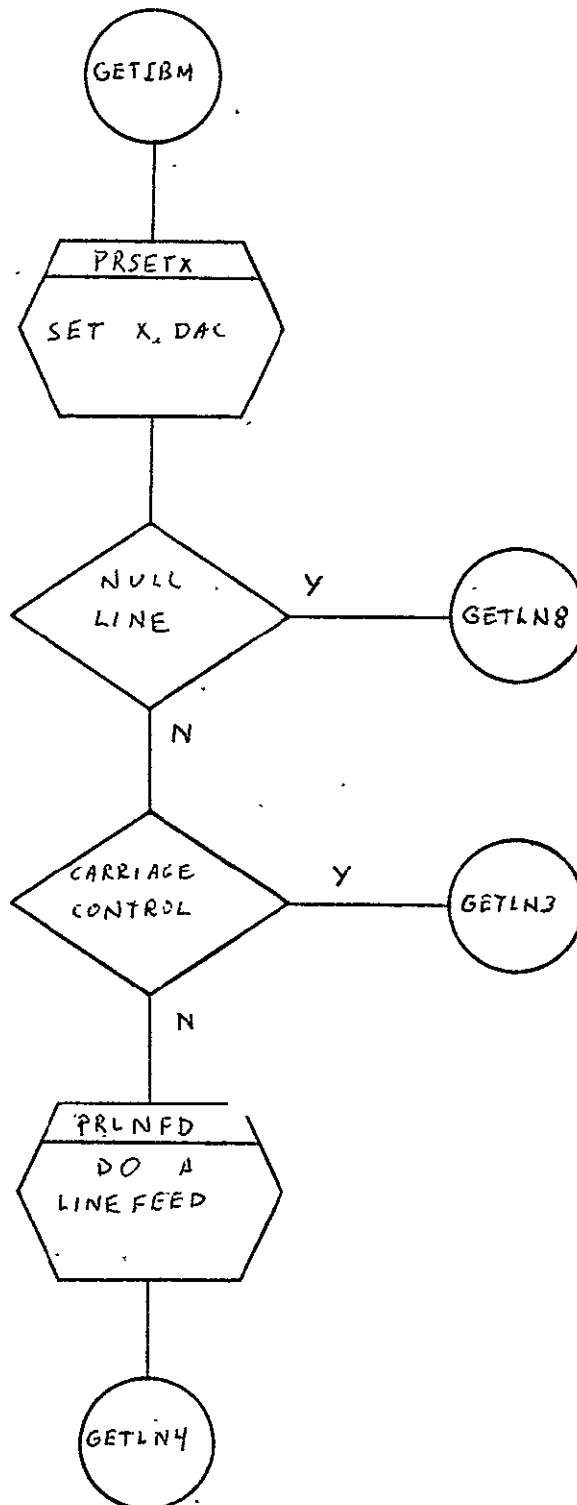 GETIBM
PRSETX
SET X. DAC
NULL
LINE
Y
GETLN8
N
CARRIAGE
CONTROL
Y
GETLN3
N
PRLNFD
DO A
LINE FEED
GETLN4